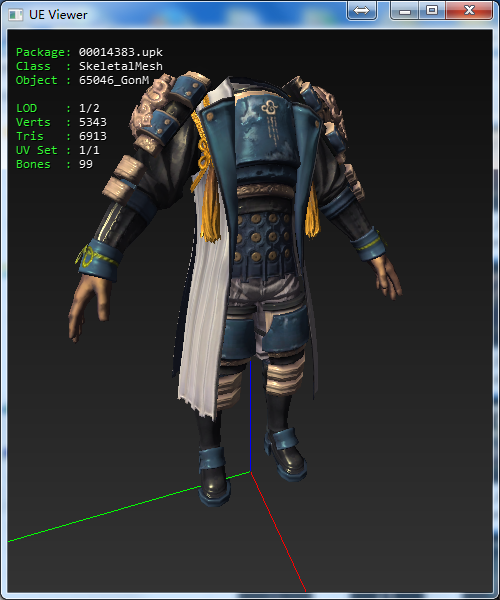 UE Viewer
Package: 00014383.upk
Class : SkeletalMesh
Object : 65046_GonM
LOD : 1/2
Verts : 5343
Tris : 6913
UV Set : 1/1
Bones : 99